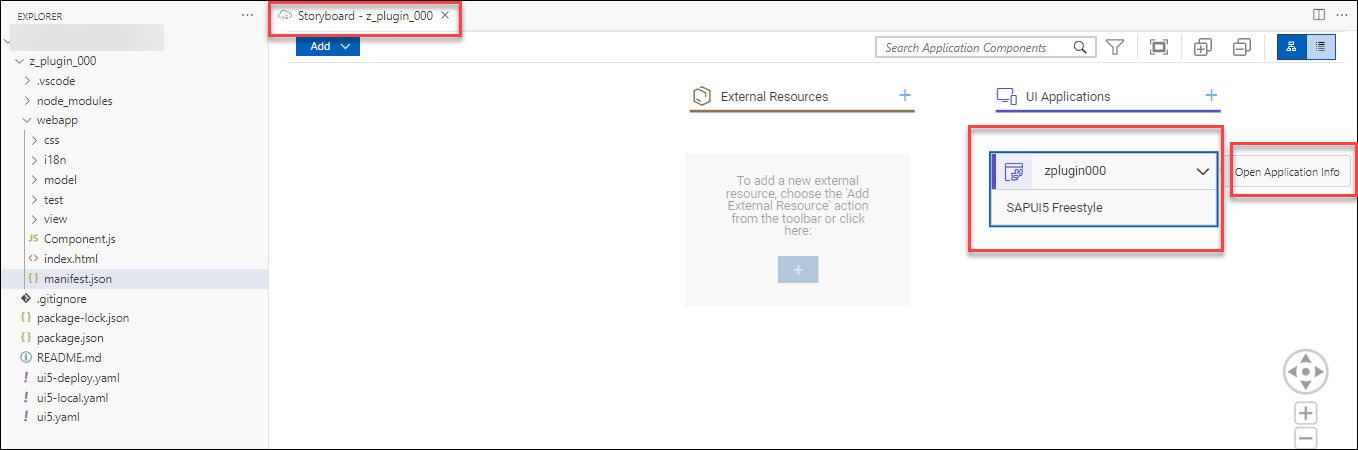 EXPLORER
z_plugin_000
.vscode
node_modules
webapp
css
i18n
model
test
view
JS Component.js
index.html
manifest.json
.gitignore
package-lock.json
package.json
README.md
ui5-deploy.yaml
ui5-local.yaml
ui5.yaml
Storyboard - z_plugin_000
Add
Search Application Components
External Resources
To add a new external
resource, choose the 'Add
External Resource' action
from the toolbar or click
here:
UI Applications
zplugin000
SAPUI5 Freestyle
Open Application Info